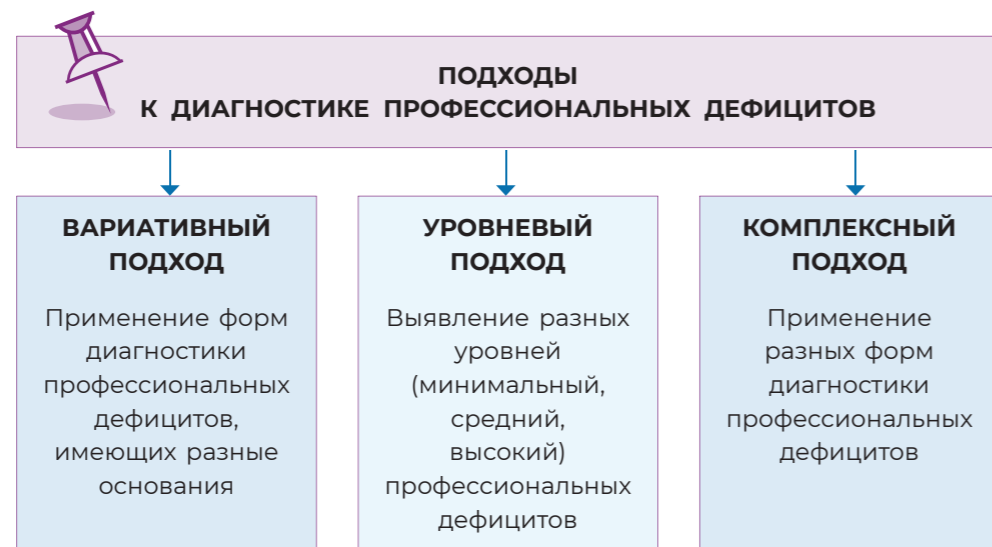 ПОДХОДЫ
К ДИАГНОСТИКЕ ПРОФЕССИОНАЛЬНЫХ ДЕФИЦИТОВ
ВАРИАТИВНЫЙ
ПОДХОД
Применение форм
диагностики
профессиональных
дефицитов,
имеющих разные
основания
УРОВНЕВЫЙ
ПОДХОД
Выявление разных
уровней
(минимальный,
средний,
высокий)
профессиональных
дефицитов
КОМПЛЕКСНЫЙ
ПОДХОД
Применение
разных форм
диагностики
профессиональных
дефицитов